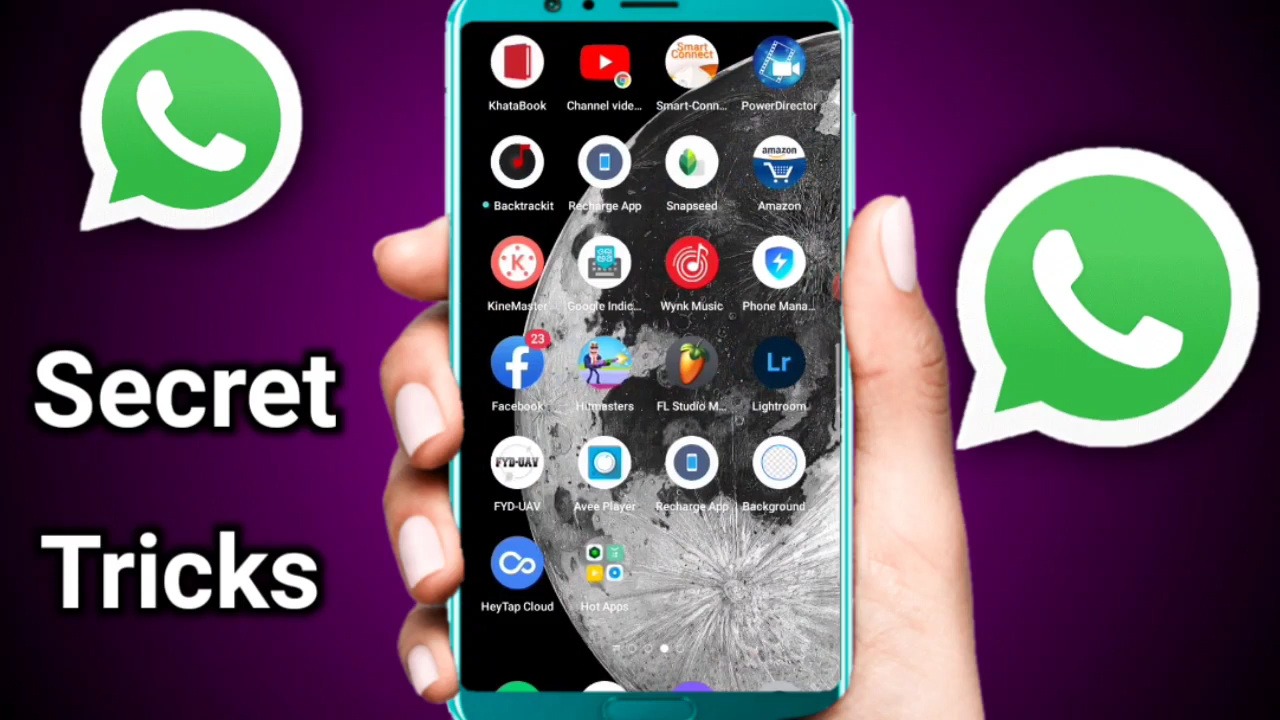 Secret
Tricks
Smart
Connect
KhataBook
Channel vide...
Smart-Conn...
PowerDirector
amazon
Backtrackit
Recharge App
Snapseed
Amazon
K
KineMaster
Google Indic...
Wynk Music
Phone Mana...
23
Lr
Facebook
Hitmasters
FL Studio M...
Lightroom
FYD-UAV
FYD-UAV
Avee Player
Recharge App
Background
HeyTap Cloud
Hot Apps